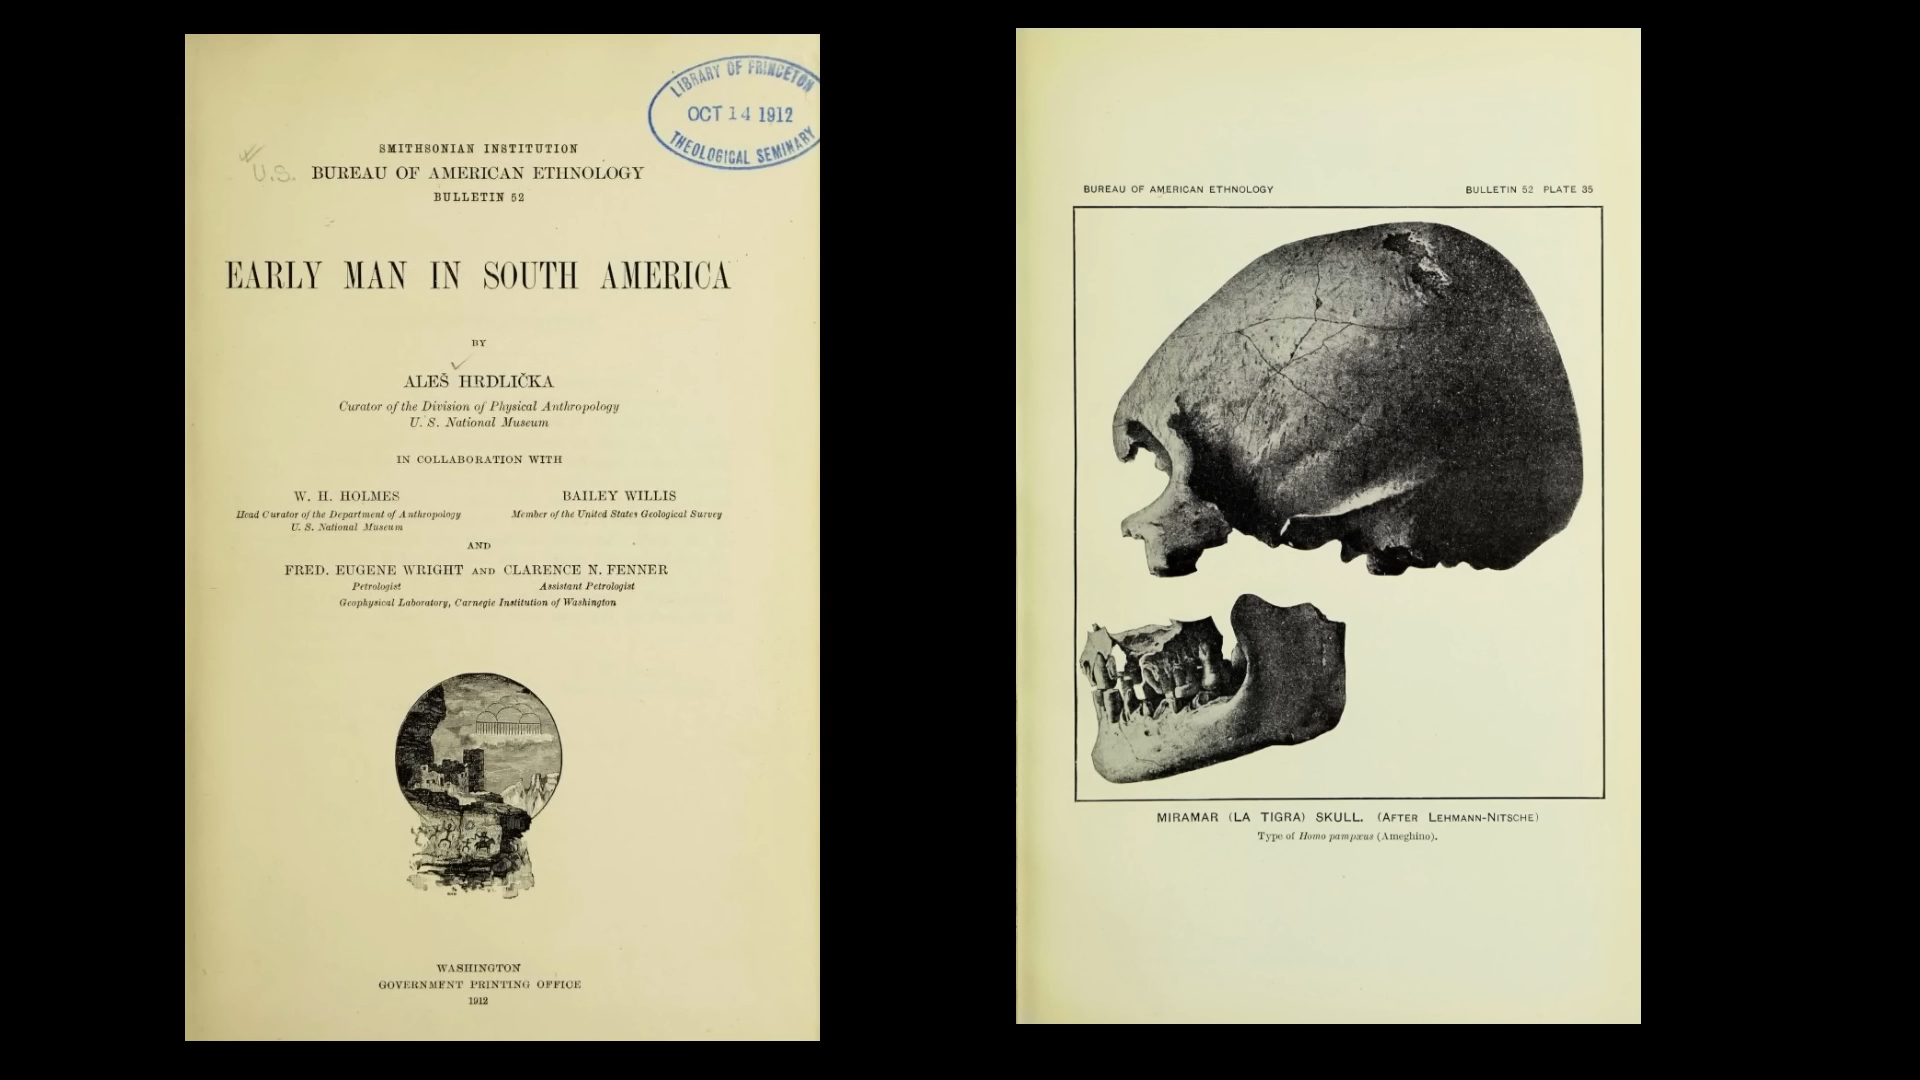 LIBRARY OF PRINCETON
OCT 14 1912
THEOLOGICAL SEMINARY
U.S.
SMITHSONIAN INSTITUTION
BUREAU OF AMERICAN ETHNOLOGY
BULLETIN 52
EARLY MAN IN SOUTH AMERICA
BY
ALEŠ HRDLIČKA
Curator of the Division of Physical Anthropology
U. S. National Museum
IN COLLABORATION WITH
W. H. HOLMES
Head Curator of the Department of Anthropology
U. S. National Museum
BAILEY WILLIS
Member of the United States Geological Survey
AND
FRED. EUGENE WRIGHT AND CLARENCE N. FENNER
Petrologist Assistant Petrologist
Geophysical Laboratory, Carnegie Institution of Washington
WASHINGTON
GOVERNMENT PRINTING OFFICE
1912
BUREAU OF AMERICAN ETHNOLOGY BULLETIN 52 PLATE 35
MIRAMAR (LA TIGRA) SKULL. (AFTER LEHMANN-NITSCHE)
Type of Homo pampæus (Ameghino).